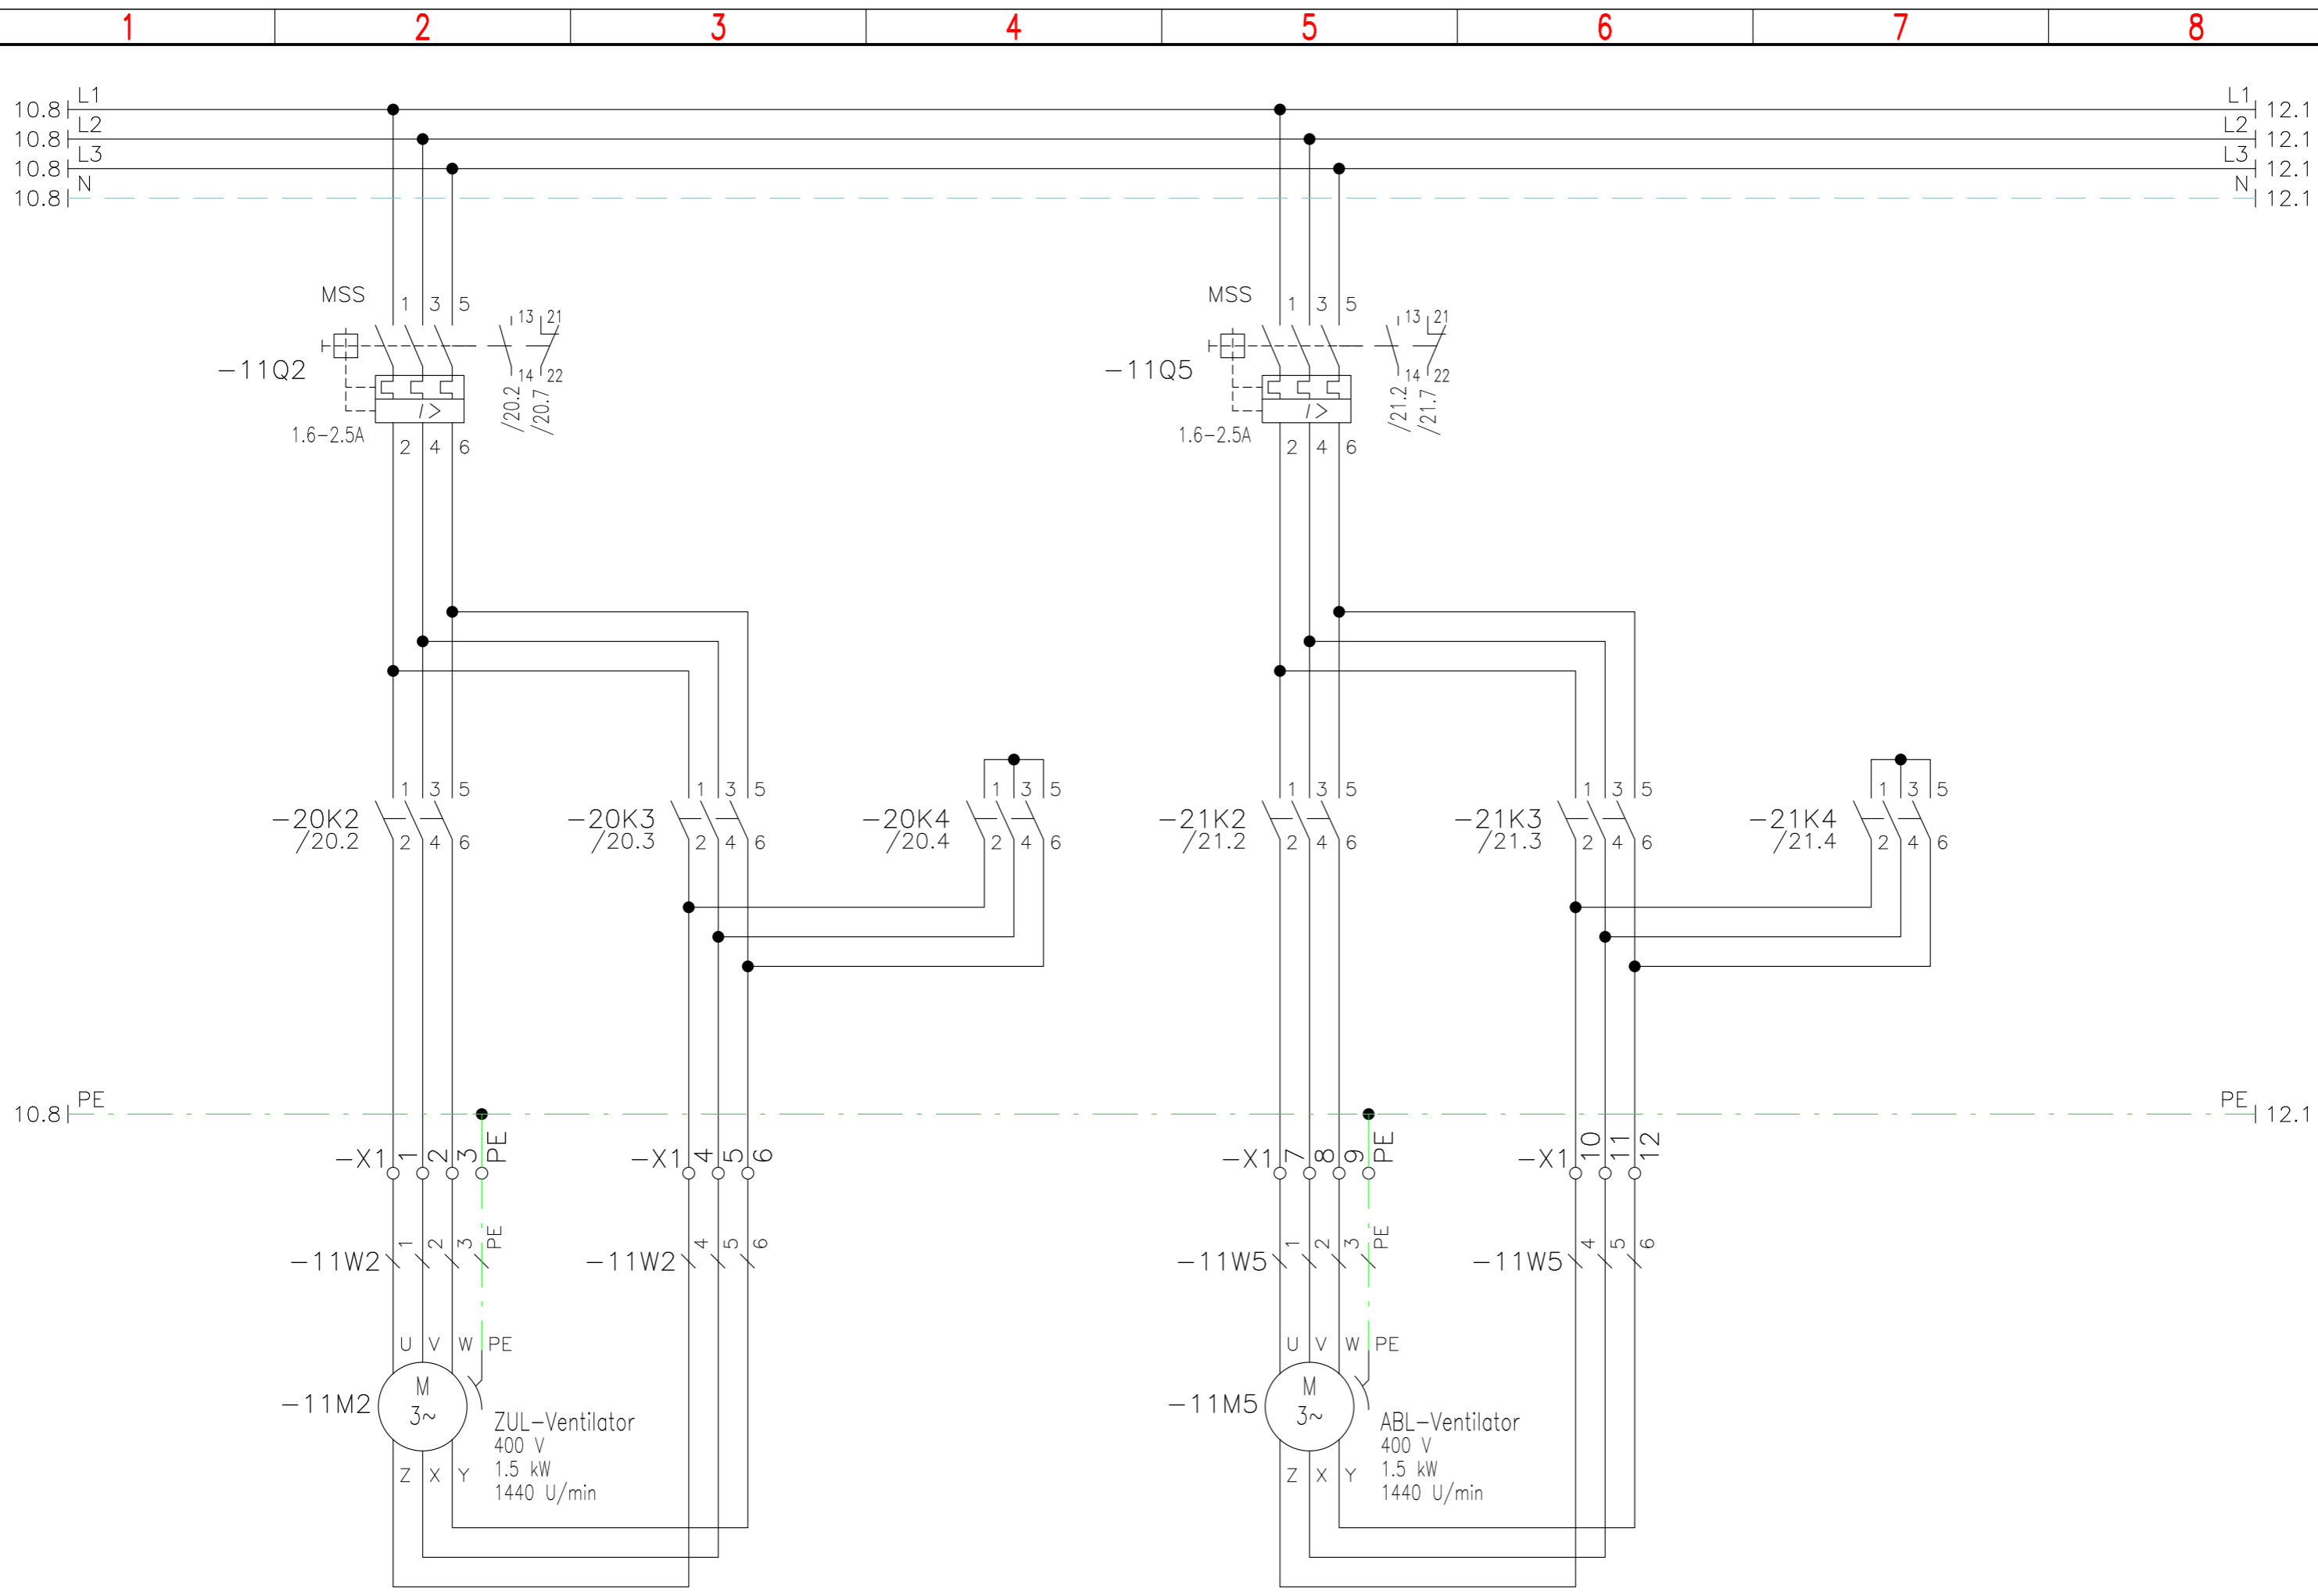 1 2 3 4 5 6 7 8
10.8 L1 L1 12.1
10.8 L2 L2 12.1
10.8 L3 L3 12.1
10.8 N N 12.1
MSS 1 3 5 13 21
-11Q2 14 22
/20.2 /20.7
1.6-2.5A
2 4 6
MSS 1 3 5 13 21
-11Q5 14 22
/21.2 /21.7
1.6-2.5A
2 4 6
1 3 5
-20K2
/20.2 2 4 6
1 3 5
-20K3
/20.3 2 4 6
1 3 5
-20K4
/20.4 2 4 6
1 3 5
-21K2
/21.2 2 4 6
1 3 5
-21K3
/21.3 2 4 6
1 3 5
-21K4
/21.4 2 4 6
10.8 PE PE 12.1
-X1 1 2 3 PE
-X1 4 5 6
-X1 7 8 9 PE
-X1 10 11 12
-11W2 1 2 3 PE
-11W2 4 5 6
-11W5 1 2 3 PE
-11W5 4 5 6
U V W PE
-11M2 M
3~
ZUL-Ventilator
400 V
1.5 kW
1440 U/min
Z X Y
U V W PE
-11M5 M
3~
ABL-Ventilator
400 V
1.5 kW
1440 U/min
Z X Y